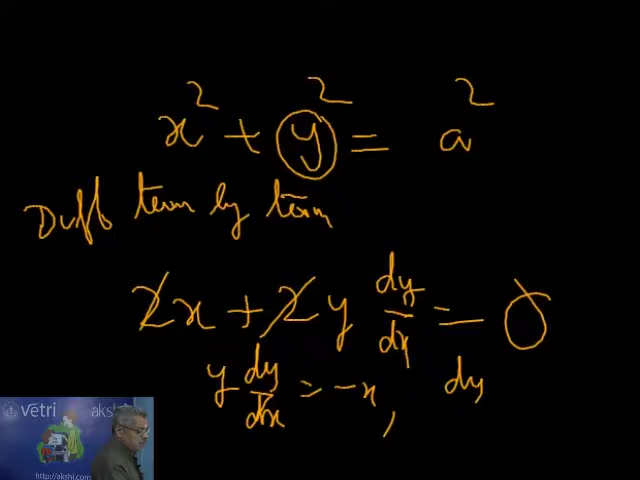 x² + y² = a²
Diff term by term
2x + 2y dy/dx = 0
y dy/dx = -x, dy
vetri akshi
http://akshi.com